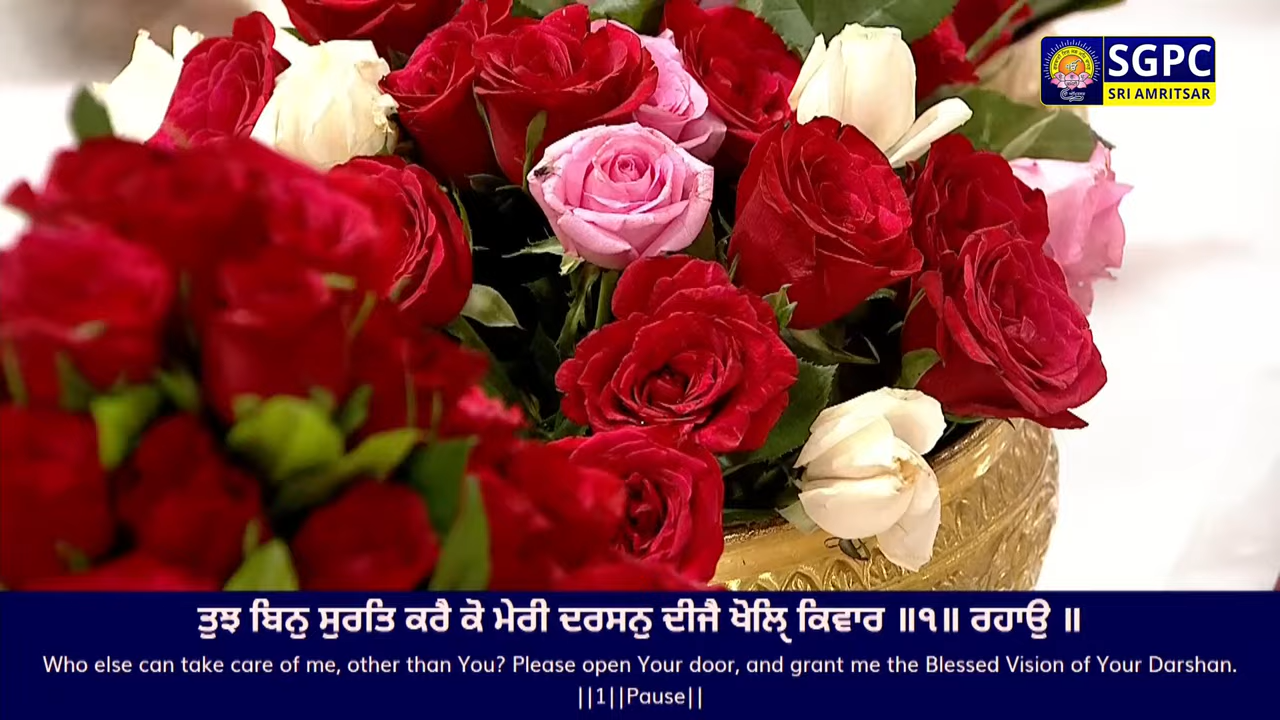 SGPC
SRI AMRITSAR
ਤੁਝ ਬਿਨੁ ਸੁਰਤਿ ਕਰੈ ਕੋ ਮੇਰੀ ਦਰਸਨੁ ਦੀਜੈ ਖੋਲ੍ਹਿ ਕਿਵਾਰ ॥੧॥ ਰਹਾਉ ॥
Who else can take care of me, other than You? Please open Your door, and grant me the Blessed Vision of Your Darshan.
||1||Pause||